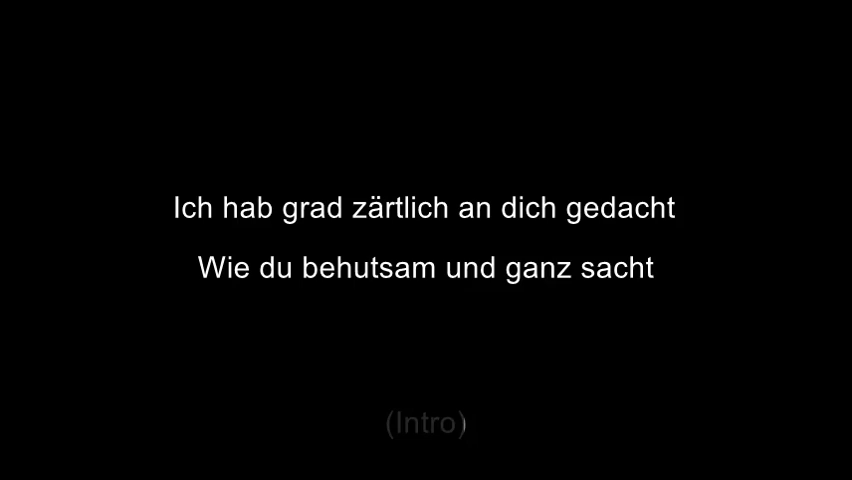 Ich hab grad zärtlich an dich gedacht
Wie du behutsam und ganz sacht
(Intro)